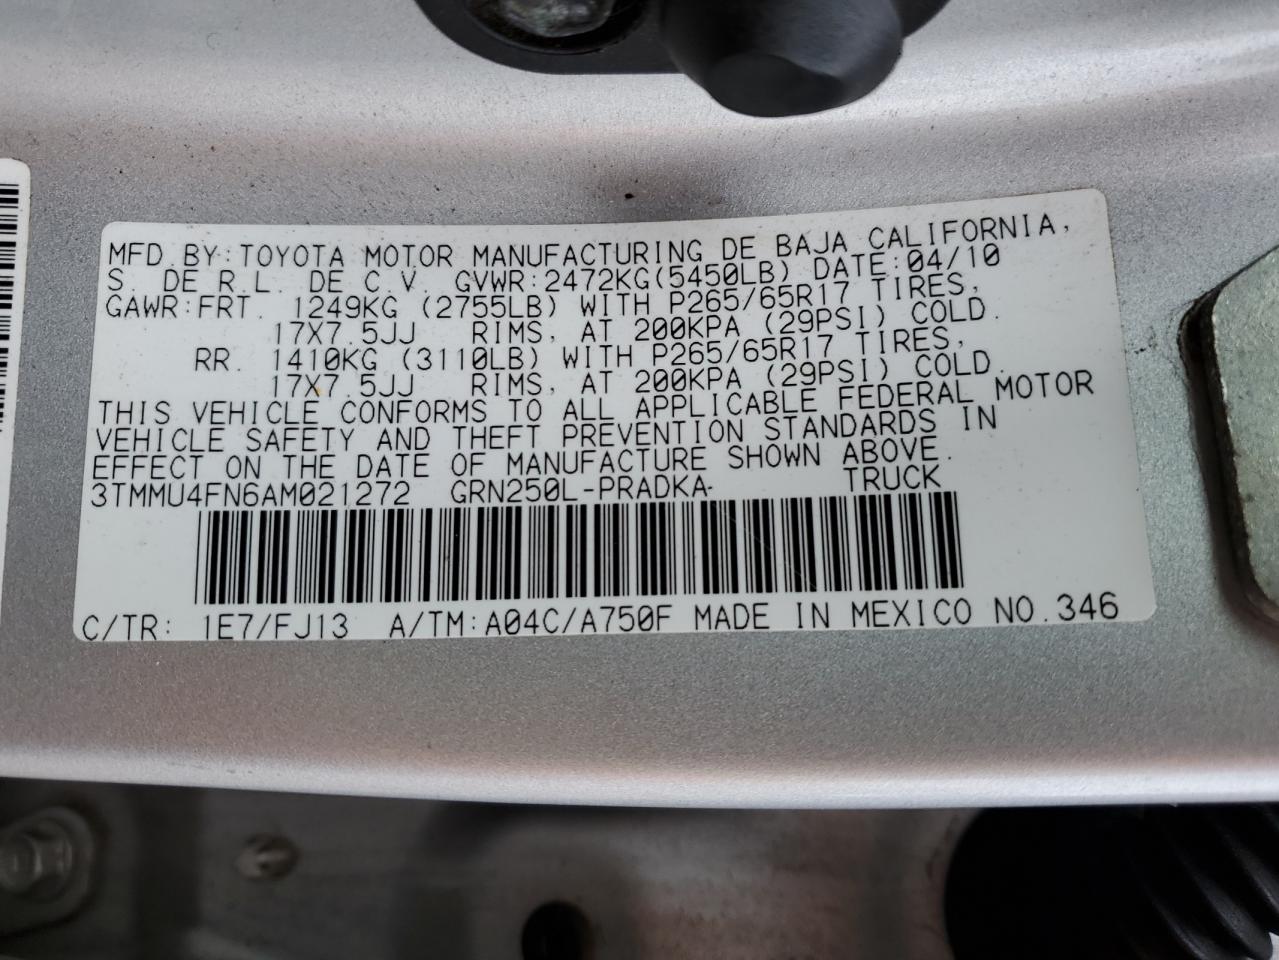 MFD.BY:TOYOTA MOTOR MANUFACTURING DE BAJA CALIFORNIA,
S. DE R.L. DE C.V. GVWR:2472KG(5450LB) DATE:04/10
GAWR:FRT. 1249KG (2755LB) WITH P265/65R17 TIRES,
17X7.5JJ RIMS, AT 200KPA (29PSI) COLD.
RR. 1410KG (3110LB) WITH P265/65R17 TIRES,
17X7.5JJ RIMS, AT 200KPA (29PSI) COLD.
THIS VEHICLE CONFORMS TO ALL APPLICABLE FEDERAL MOTOR
VEHICLE SAFETY AND THEFT PREVENTION STANDARDS IN
EFFECT ON THE DATE OF MANUFACTURE SHOWN ABOVE.
3TMMU4FN6AM021272 GRN250L-PRADKA TRUCK
C/TR: 1E7/FJ13 A/TM:A04C/A750F MADE IN MEXICO NO.346